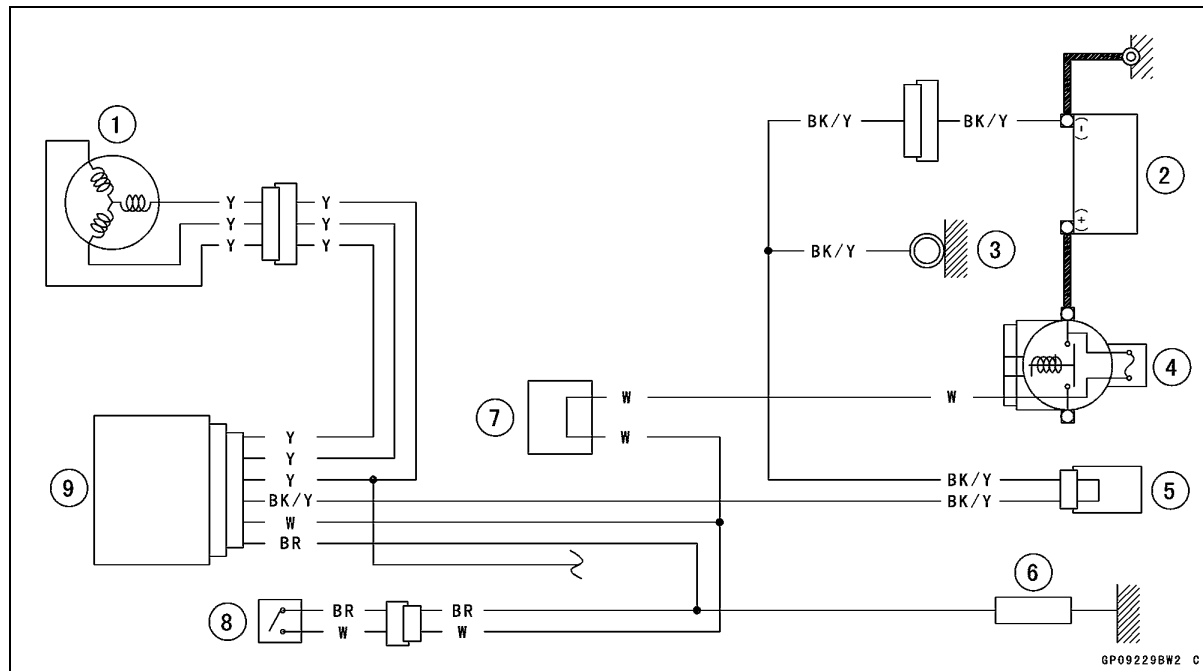 1
BK/Y BK/Y
(-)
2
(+)
Y Y
Y Y
Y Y
BK/Y
3
4
W W
7
W
Y
Y
9
Y
BK/Y
BK/Y
BK/Y
5
W
BR
6
8
BR BR
W W
GP09229BW2 C